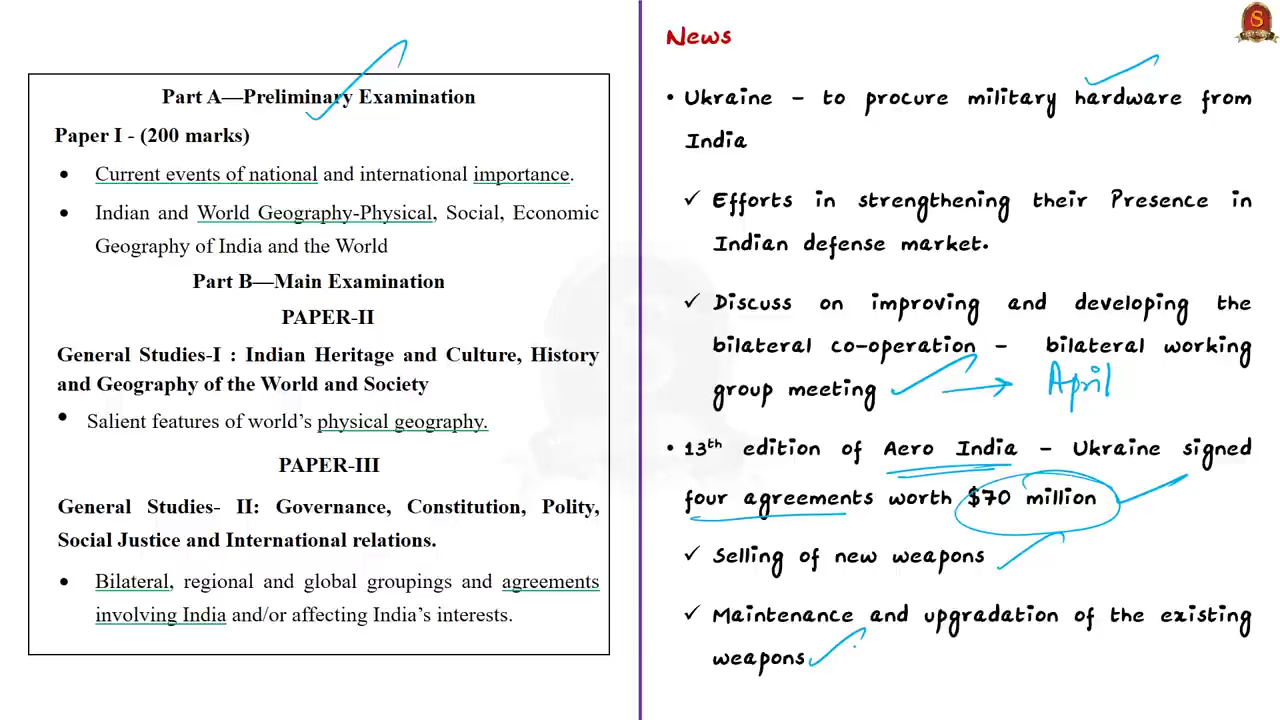 Part A—Preliminary Examination
Paper I - (200 marks)
• Current events of national and international importance.
• Indian and World Geography-Physical, Social, Economic
Geography of India and the World
Part B—Main Examination
PAPER-II
General Studies-I : Indian Heritage and Culture, History
and Geography of the World and Society
• Salient features of world's physical geography.
PAPER-III
General Studies- II: Governance, Constitution, Polity,
Social Justice and International relations.
• Bilateral, regional and global groupings and agreements
involving India and/or affecting India's interests.
News
• Ukraine - to procure military hardware from
India
✓ Efforts in strengthening their Presence in
Indian defense market.
✓ Discuss on improving and developing the
bilateral co-operation - bilateral working
group meeting → April
• 13th edition of Aero India - Ukraine signed
four agreements worth $70 million
✓ Selling of new weapons
✓ Maintenance and upgradation of the existing
weapons